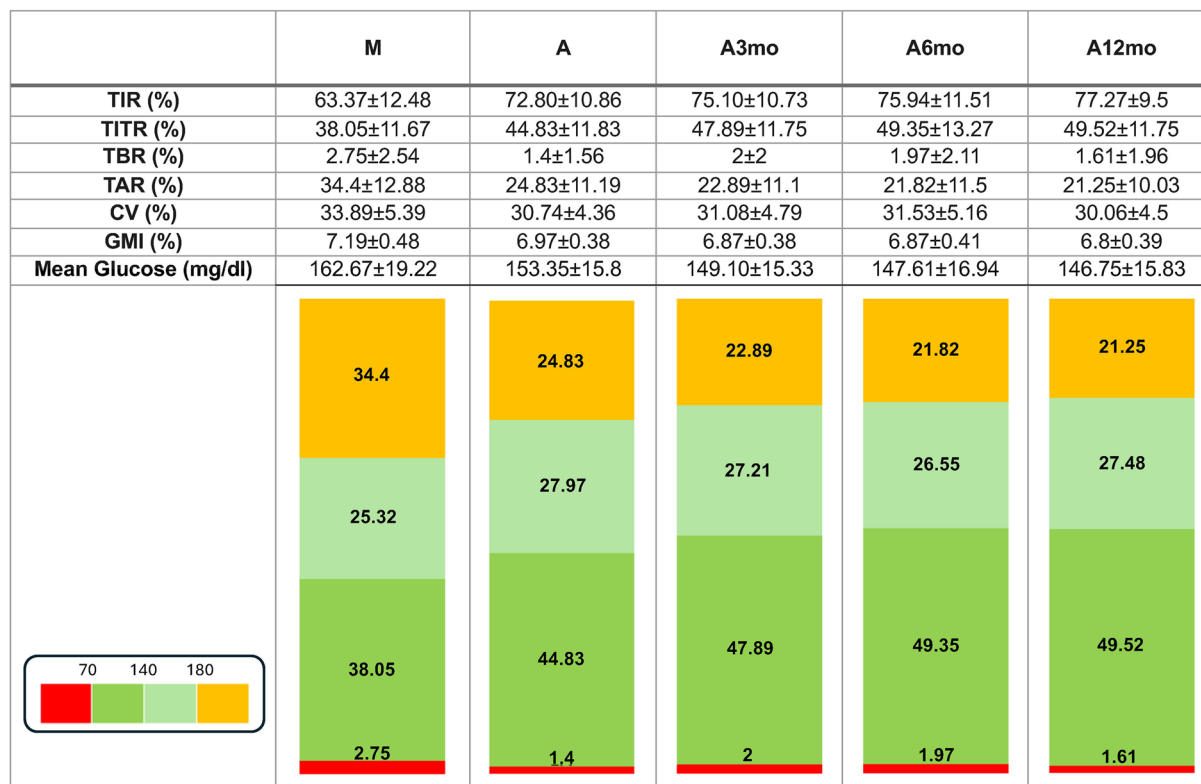 M A A3mo A6mo A12mo
TIR (%) 63.37±12.48 72.80±10.86 75.10±10.73 75.94±11.51 77.27±9.5
TITR (%) 38.05±11.67 44.83±11.83 47.89±11.75 49.35±13.27 49.52±11.75
TBR (%) 2.75±2.54 1.4±1.56 2±2 1.97±2.11 1.61±1.96
TAR (%) 34.4±12.88 24.83±11.19 22.89±11.1 21.82±11.5 21.25±10.03
CV (%) 33.89±5.39 30.74±4.36 31.08±4.79 31.53±5.16 30.06±4.5
GMI (%) 7.19±0.48 6.97±0.38 6.87±0.38 6.87±0.41 6.8±0.39
Mean Glucose (mg/dl) 162.67±19.22 153.35±15.8 149.10±15.33 147.61±16.94 146.75±15.83
34.4 24.83 22.89 21.82 21.25
25.32 27.97 27.21 26.55 27.48
38.05 44.83 47.89 49.35 49.52
2.75 1.4 2 1.97 1.61
70 140 180